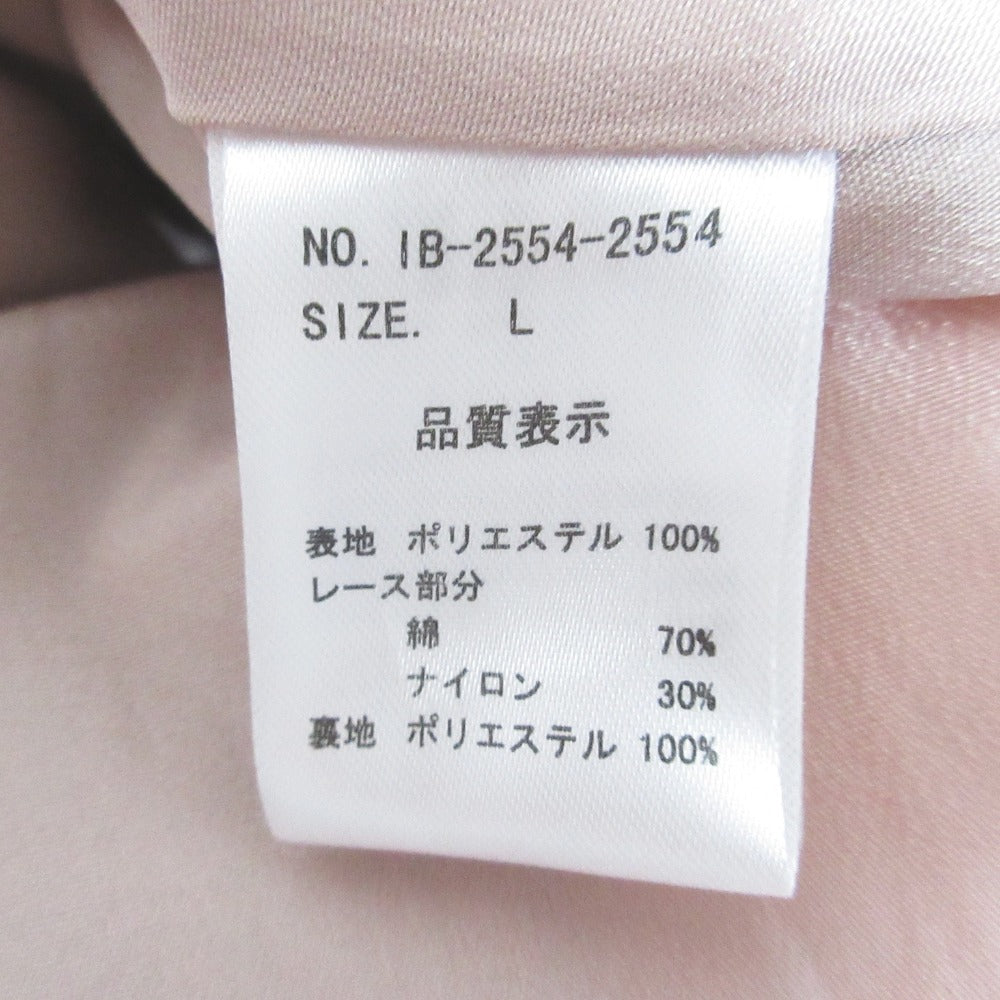 NO. IB-2554-2554
SIZE. L
品質表示
表地 ポリエステル 100%
レース部分
綿 70%
ナイロン 30%
裏地 ポリエステル 100%